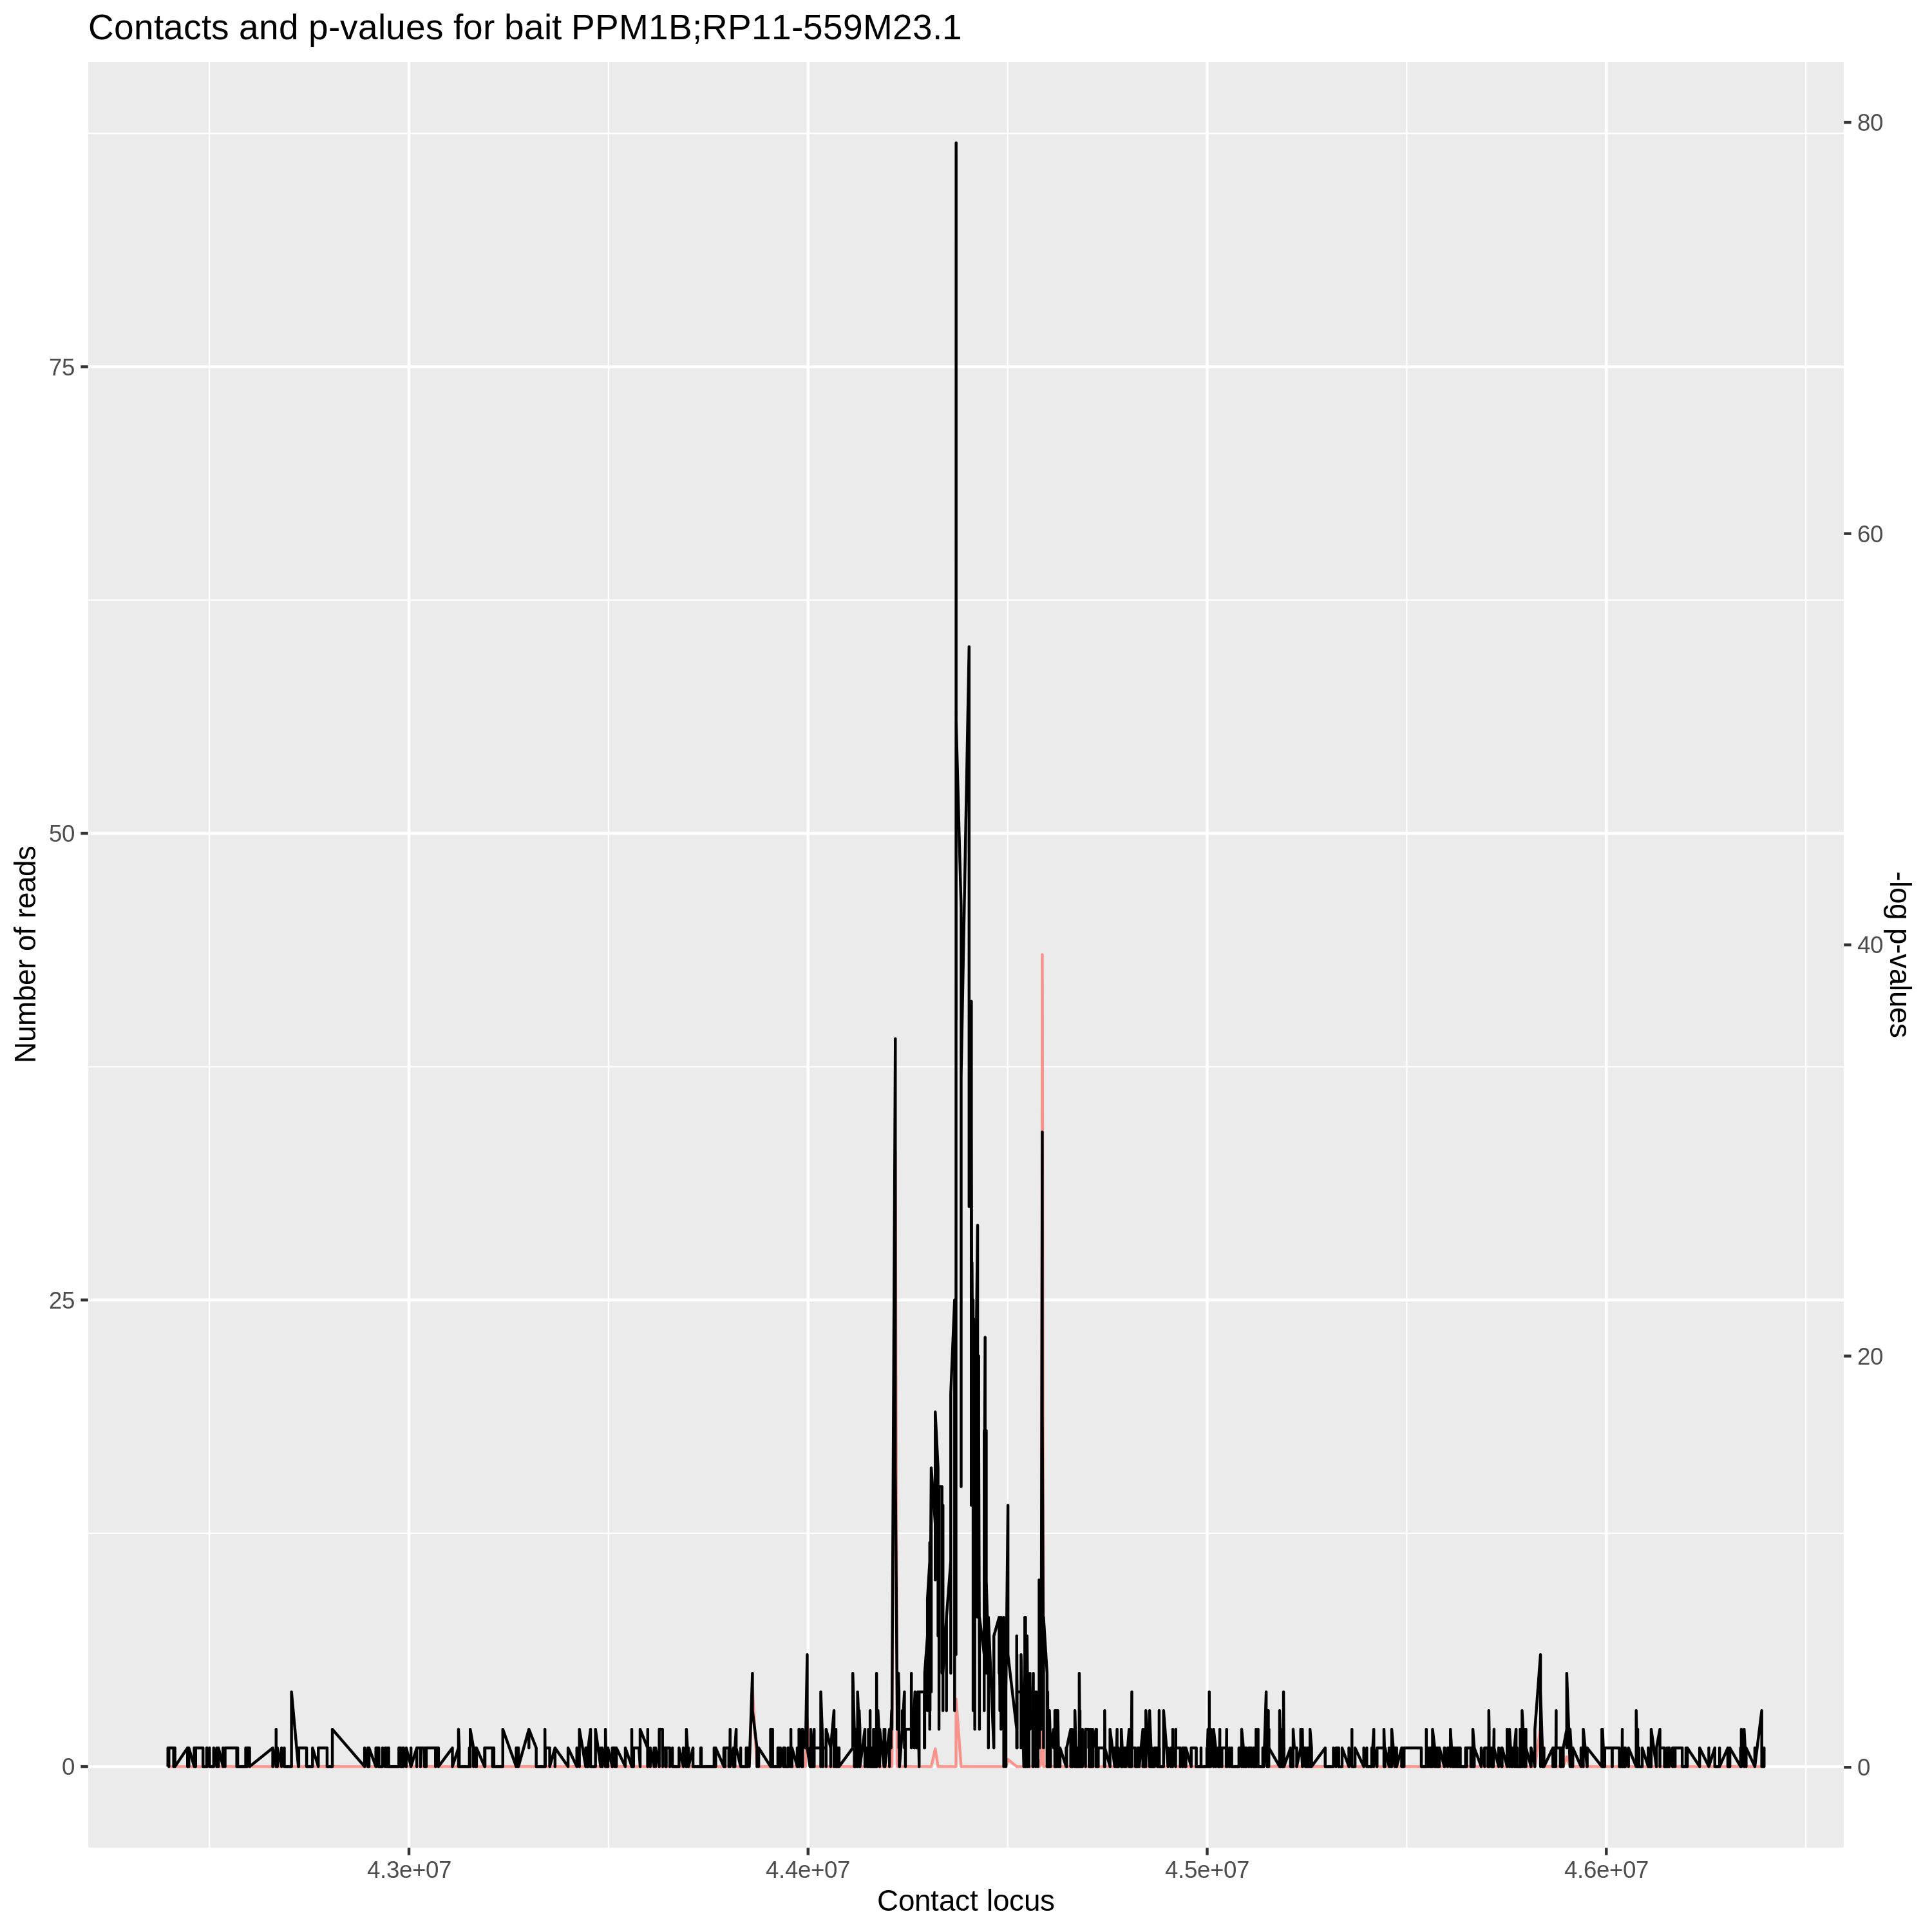 Contacts and p-values for bait PPM1B;RP11-559M23.1
80
75
60
50
40
25
20
0
0
Number of reads
-log p-values
4.3e+07
4.4e+07
4.5e+07
4.6e+07
Contact locus